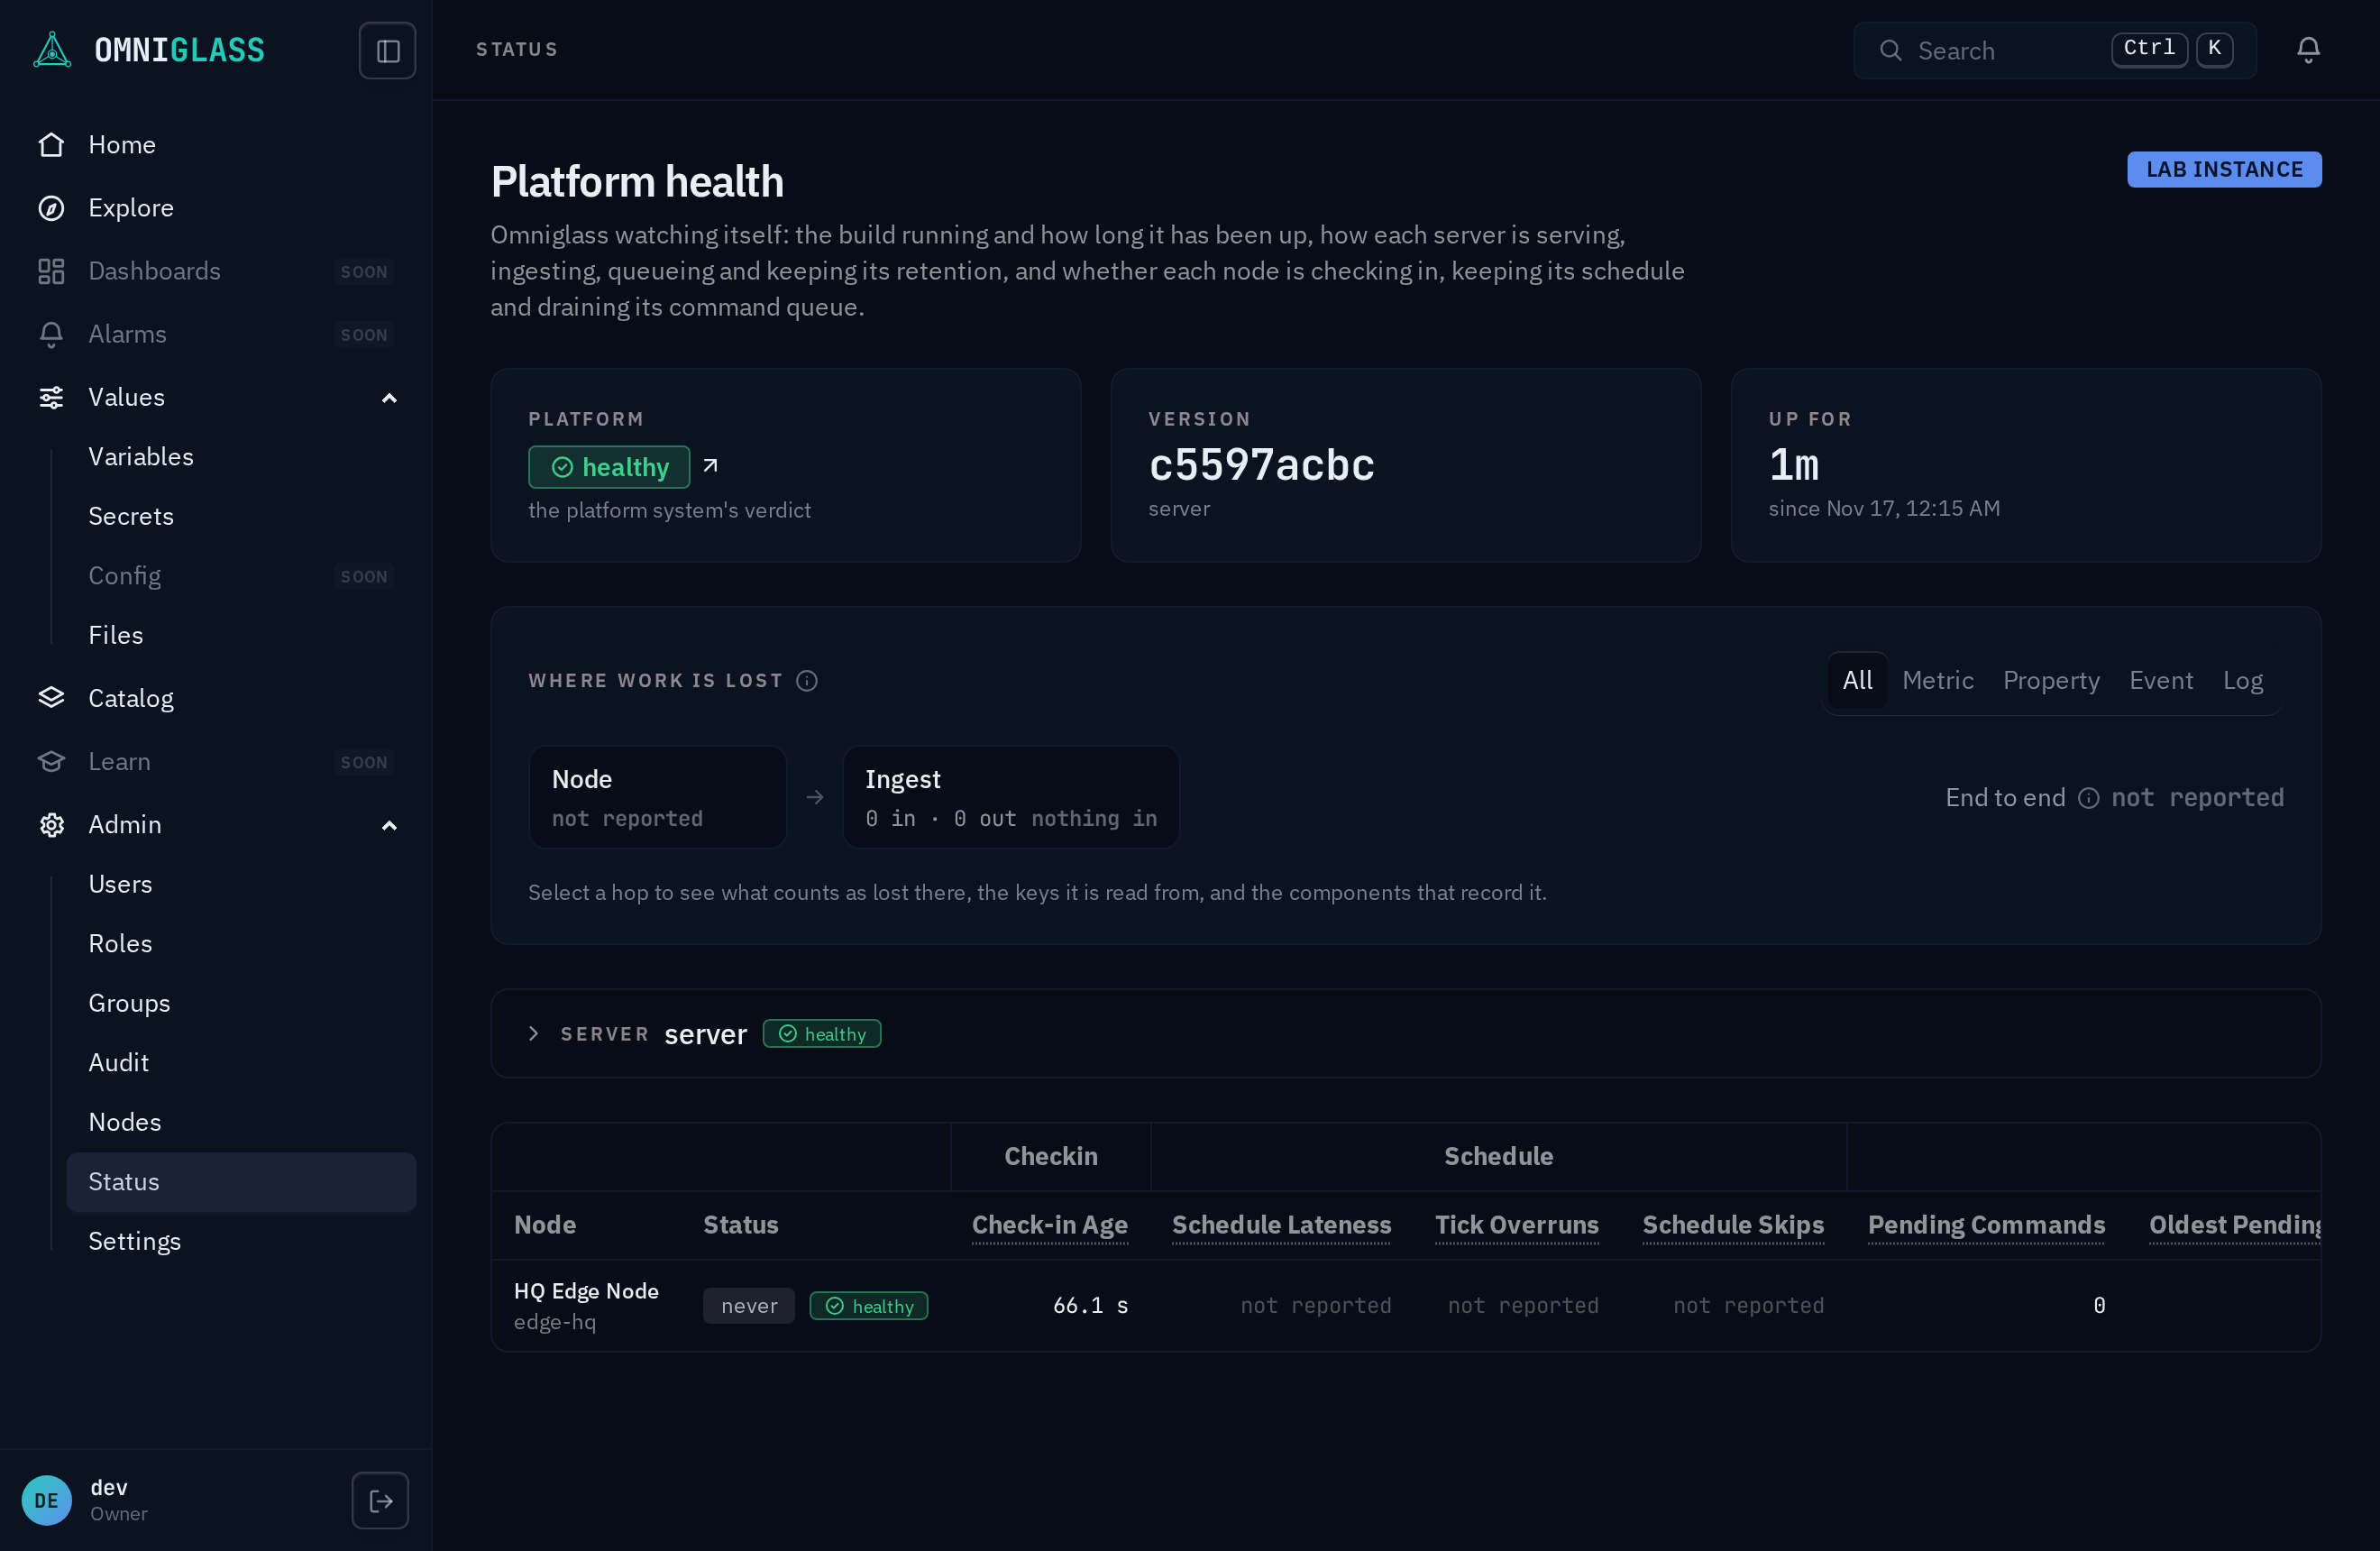 OMNIGLASS
STATUS
Search
Ctrl K
Home
Explore
Dashboards SOON
Alarms SOON
Values
Variables
Secrets
Config SOON
Files
Catalog
Learn SOON
Admin
Users
Roles
Groups
Audit
Nodes
Status
Settings
DE
dev
Owner
Platform health
LAB INSTANCE
Omniglass watching itself: the build running and how long it has been up, how each server is serving,
ingesting, queueing and keeping its retention, and whether each node is checking in, keeping its schedule
and draining its command queue.
PLATFORM
healthy
the platform system's verdict
VERSION
c5597acbc
server
UP FOR
1m
since Nov 17, 12:15 AM
WHERE WORK IS LOST
All Metric Property Event Log
Node
not reported
Ingest
0 in · 0 out nothing in
End to end not reported
Select a hop to see what counts as lost there, the keys it is read from, and the components that record it.
SERVER server healthy
Checkin Schedule
Node Status Check-in Age Schedule Lateness Tick Overruns Schedule Skips Pending Commands Oldest Pending
HQ Edge Node
edge-hq
never healthy 66.1 s not reported not reported not reported 0